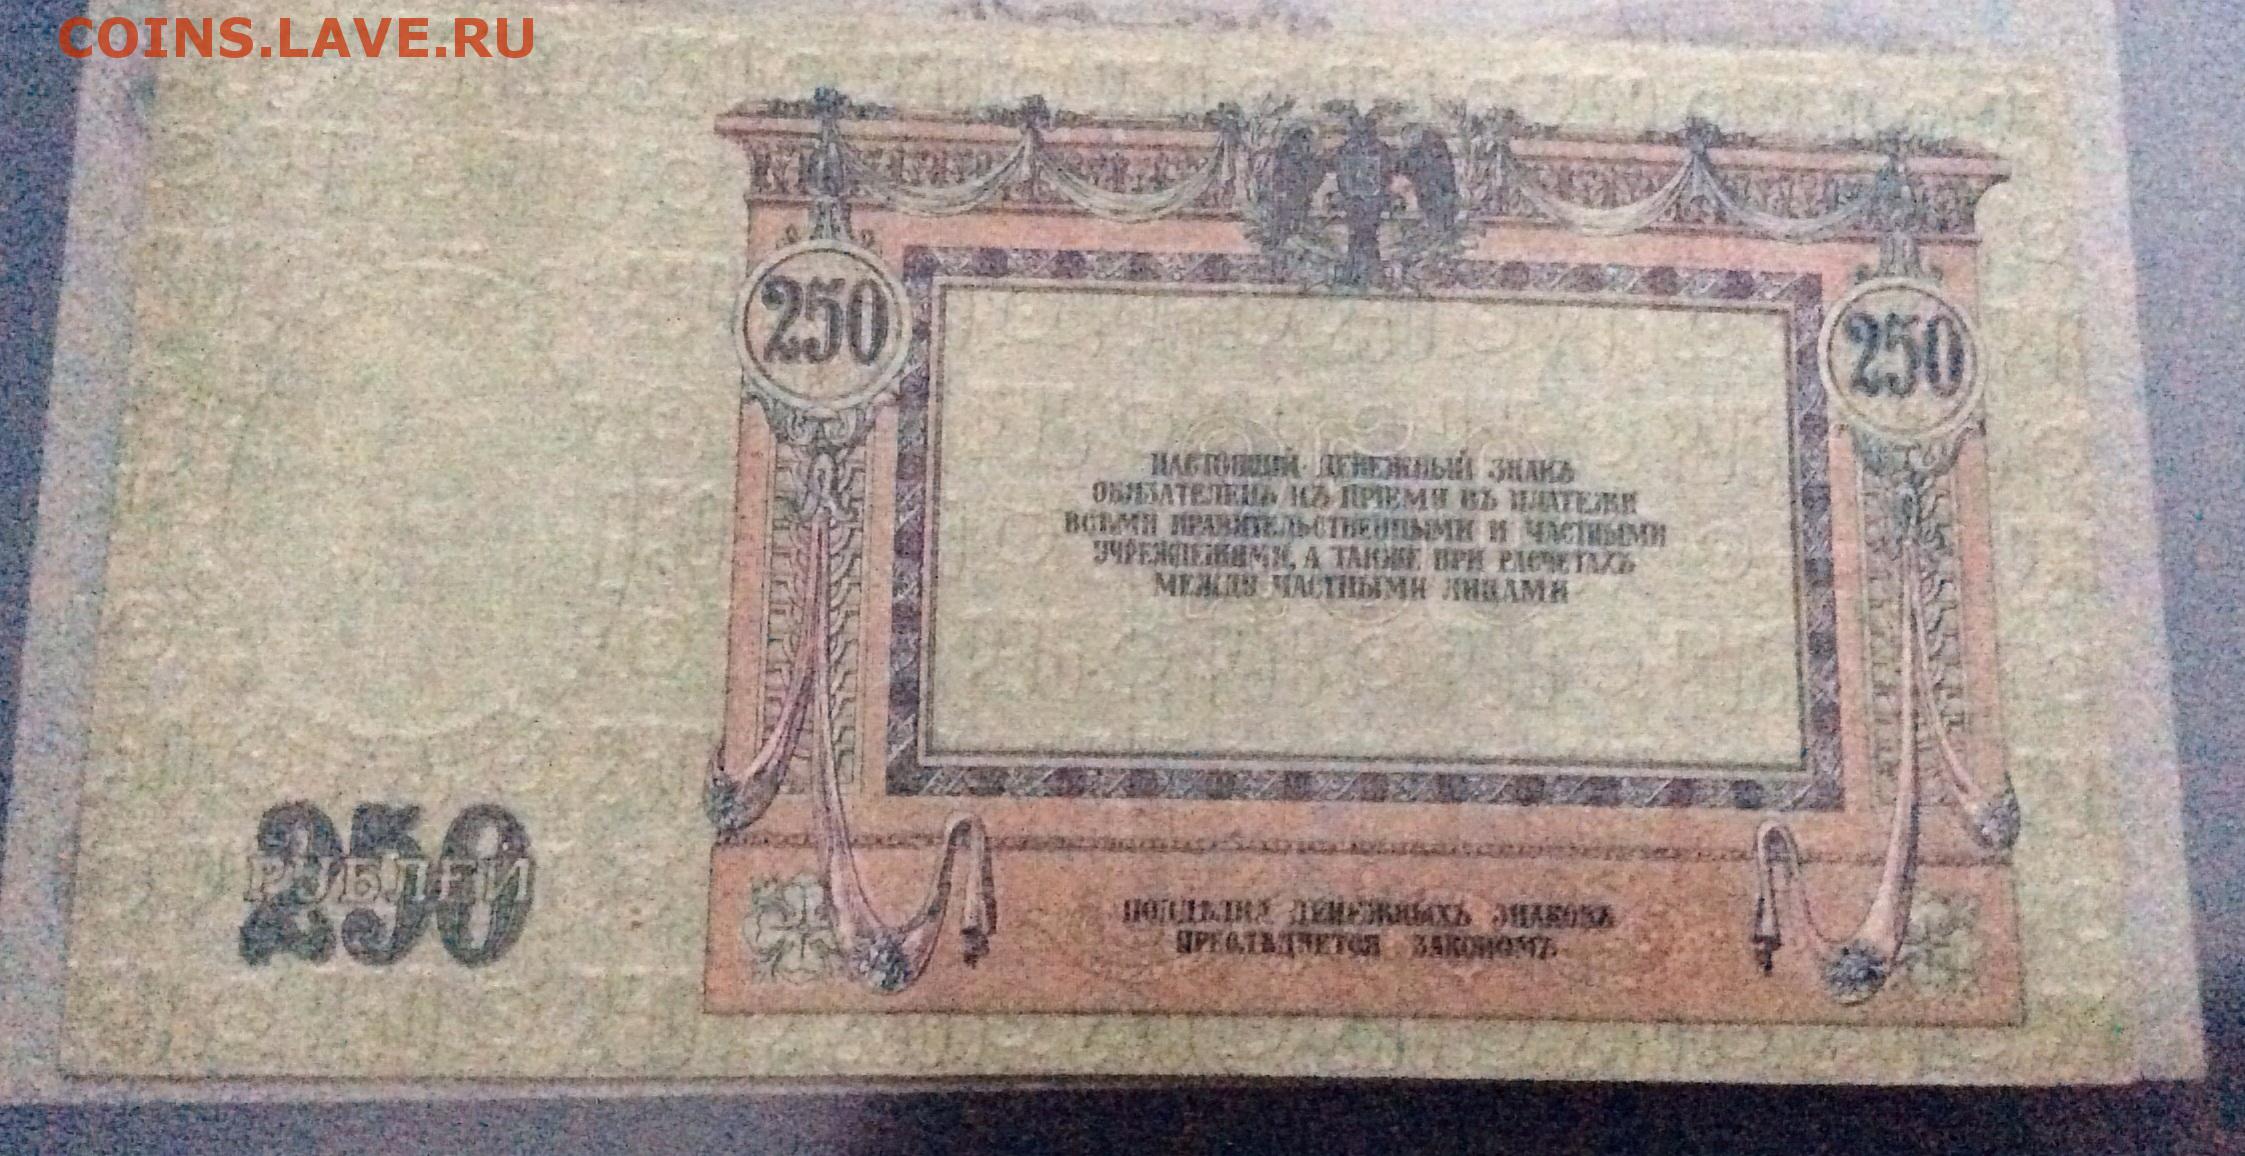 COINS.LAVE.RU
250
250
НАСТОЯЩІЙ ДЕНЕЖНЫЙ ЗНАКЪ
ОБЯЗАТЕЛЕНЪ КЪ ПРІЕМУ ВЪ ПЛАТЕЖИ
ВСѢМИ ПРАВИТЕЛЬСТВЕННЫМИ И ЧАСТНЫМИ
УЧРЕЖДЕНІЯМИ, А ТАКЖЕ ПРИ РАСЧЕТАХЪ
МЕЖДУ ЧАСТНЫМИ ЛИЦАМИ
250
РУБЛЕЙ
ПОДДѢЛКА ДЕНЕЖНЫХЪ ЗНАКОВЪ
ПРЕСЛѢДУЕТСЯ ЗАКОНОМЪ